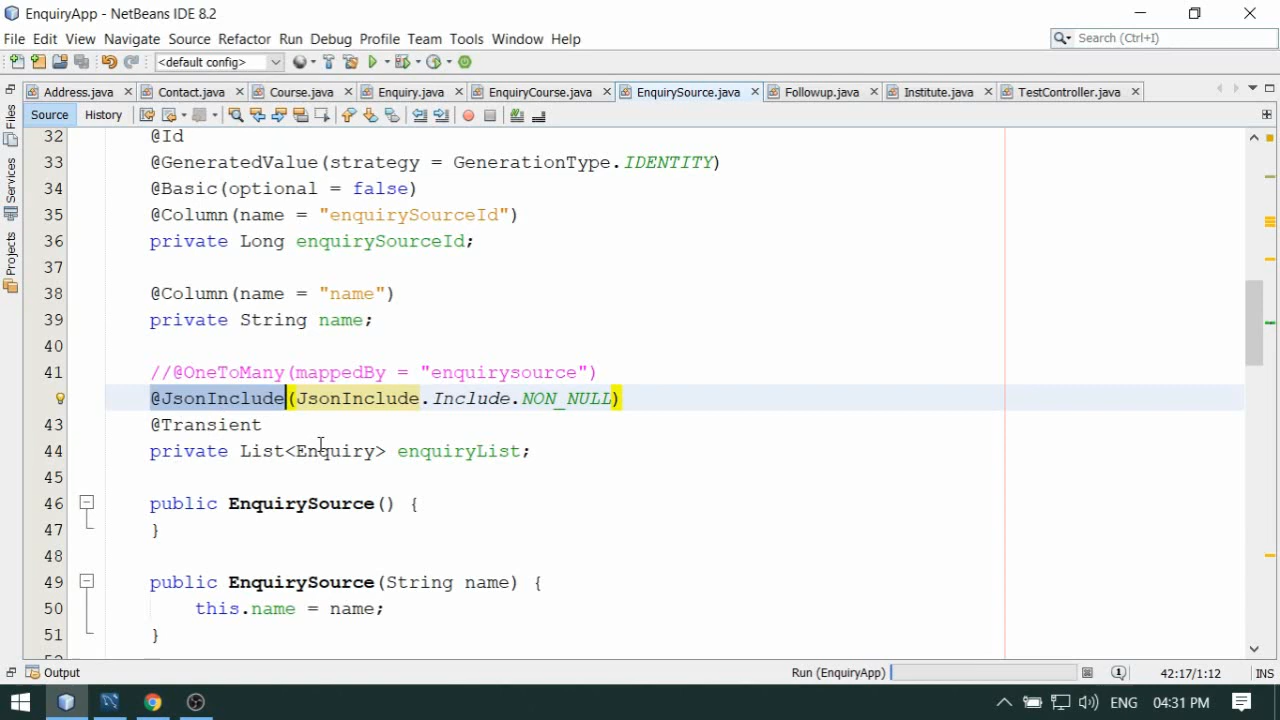 EnquiryApp - NetBeans IDE 8.2
File Edit View Navigate Source Refactor Run Debug Profile Team Tools Window Help
Search (Ctrl+I)
<default config>
Address.java Contact.java Course.java Enquiry.java EnquiryCourse.java EnquirySource.java Followup.java Institute.java TestController.java
Source History
Files
Services
Projects
32 @Id
33 @GeneratedValue(strategy = GenerationType.IDENTITY)
34 @Basic(optional = false)
35 @Column(name = "enquirySourceId")
36 private Long enquirySourceId;
37
38 @Column(name = "name")
39 private String name;
40
41 //@OneToMany(mappedBy = "enquirysource")
@JsonInclude(JsonInclude.Include.NON_NULL)
43 @Transient
44 private List<Enquiry> enquiryList;
45
46 public EnquirySource() {
47 }
48
49 public EnquirySource(String name) {
50 this.name = name;
51 }
Output
Run (EnquiryApp)
42:17/1:12
INS
ENG 04:31 PM